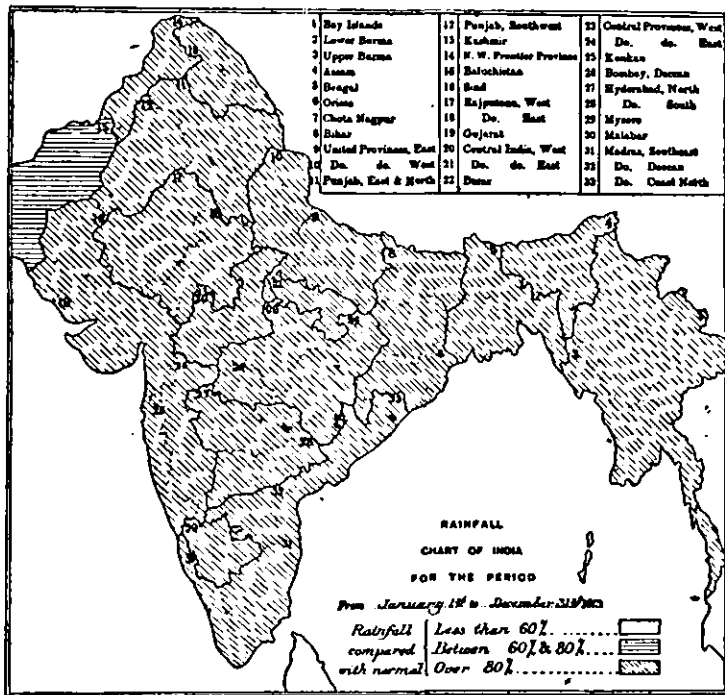 1 Bay Islands
2 Lower Burma
3 Upper Burma
4 Assam
5 Bengal
6 Orissa
7 Chota Nagpur
8 Bihar
9 United Provinces, East
10 Do. do. West
11 Punjab, East & North
12 Punjab, Southwest
13 Kashmir
14 N. W. Frontier Province
15 Baluchistan
16 Sind
17 Rajputana, West
18 Do. East
19 Gujarat
20 Central India, West
21 Do. do. East
22 Berar
23 Central Provinces, West
24 Do. do. East
25 Konkan
26 Bombay, Deccan
27 Hyderabad, North
28 Do. South
29 Mysore
30 Malabar
31 Madras, Southeast
32 Do. Deccan
33 Do. Coast North
RAINFALL
CHART OF INDIA
FOR THE PERIOD
From January 1st to December 31st
Rainfall compared with normal
Less than 60%
Between 60% & 80%
Over 80%